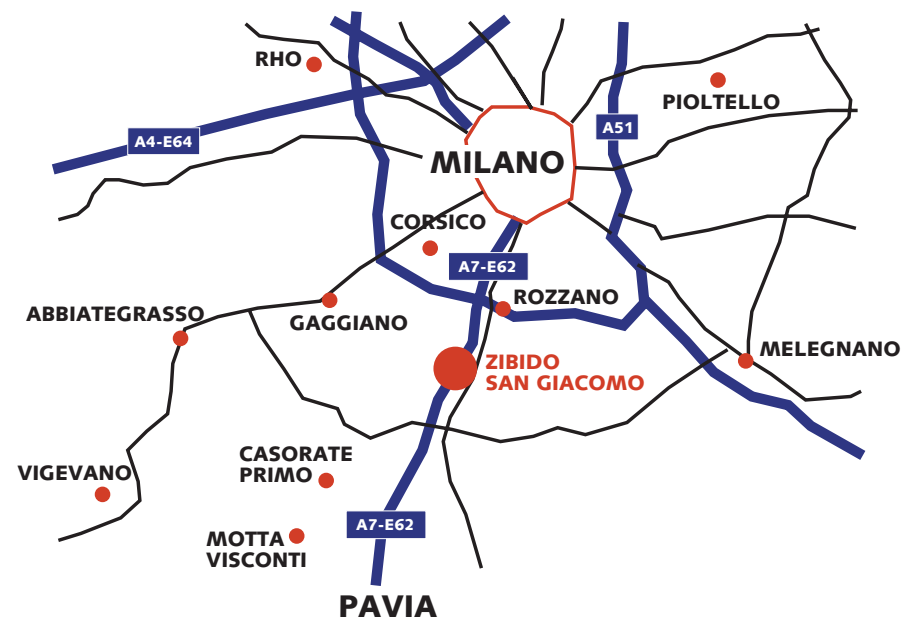 RHO
PIOLTELLO
A51
A4-E64
MILANO
CORSICO
A7-E62
ROZZANO
ABBIATEGRASSO
GAGGIANO
MELEGNANO
ZIBIDO
SAN GIACOMO
CASORATE
PRIMO
VIGEVANO
A7-E62
MOTTA
VISCONTI
PAVIA